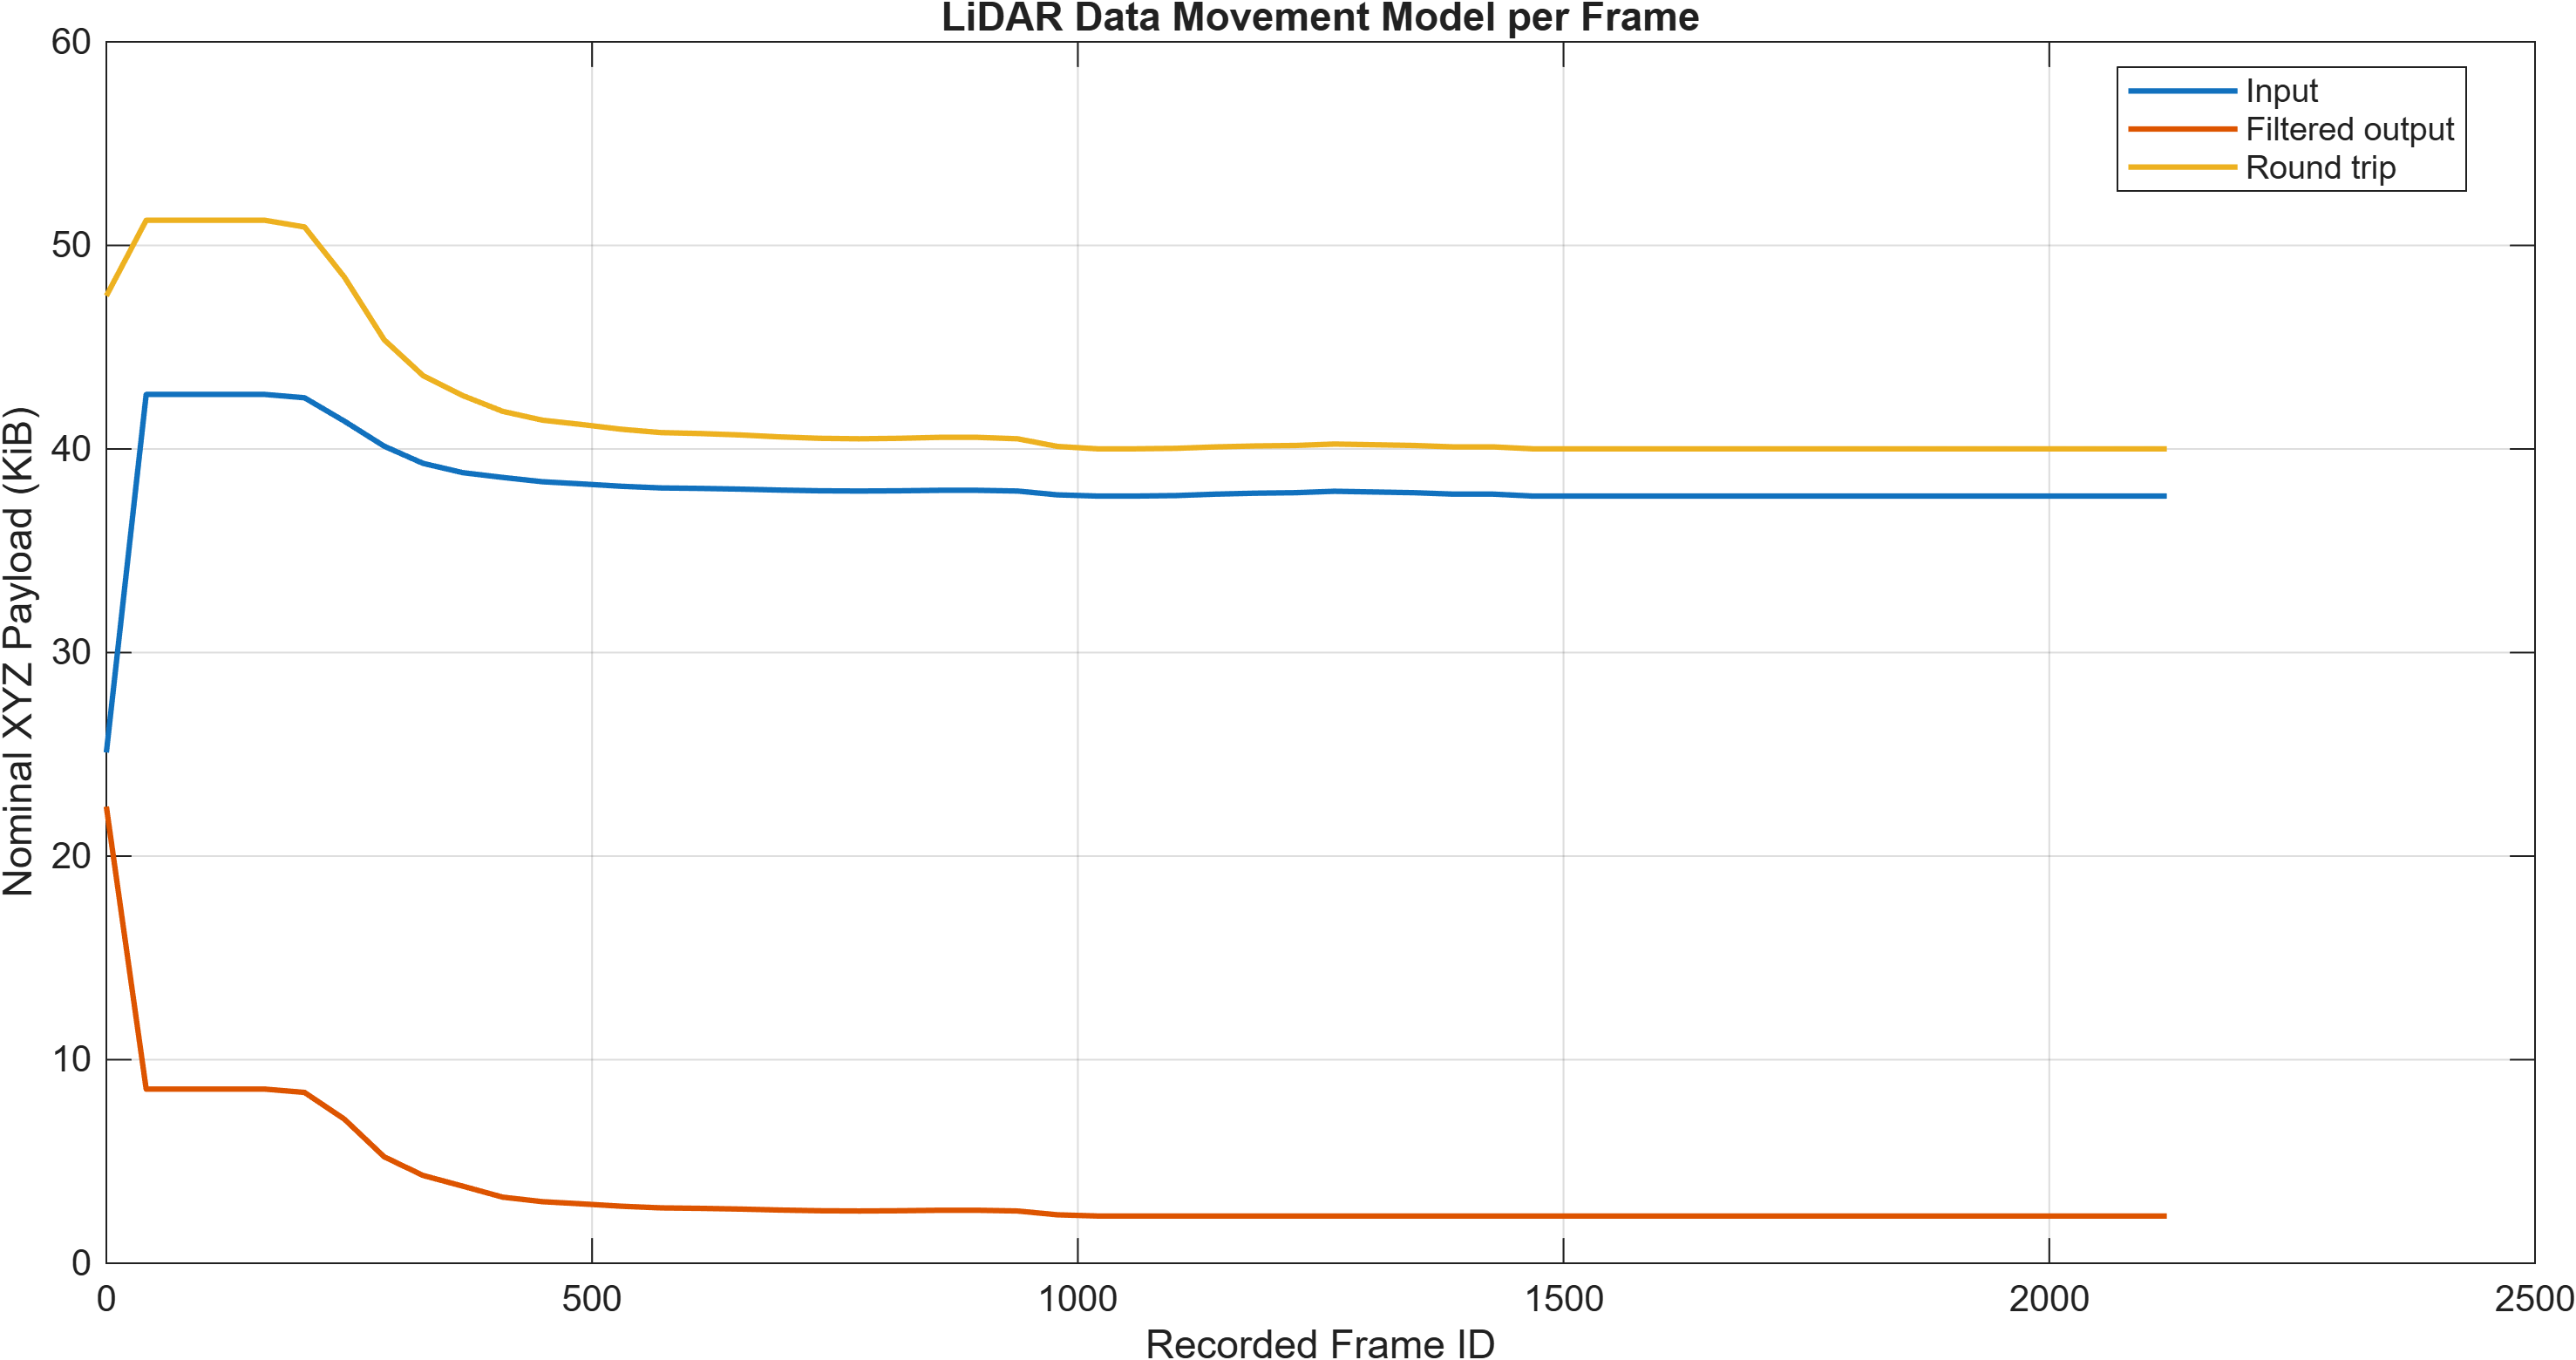 LiDAR Data Movement Model per Frame
60
50
40
30
20
10
0
Nominal XYZ Payload (KiB)
Input
Filtered output
Round trip
0 500 1000 1500 2000 2500
Recorded Frame ID